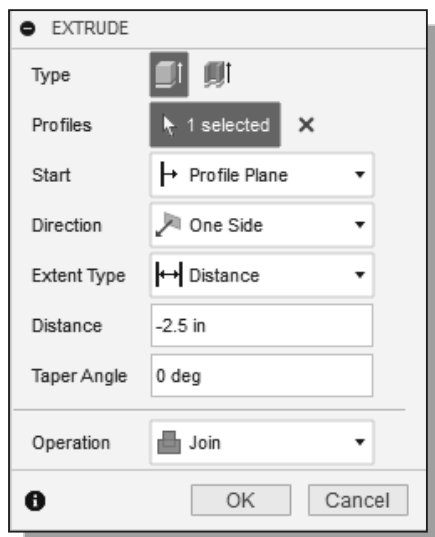 EXTRUDE
Type
Profiles 1 selected
Start Profile Plane
Direction One Side
Extent Type Distance
Distance -2.5 in
Taper Angle 0 deg
Operation Join
OK Cancel